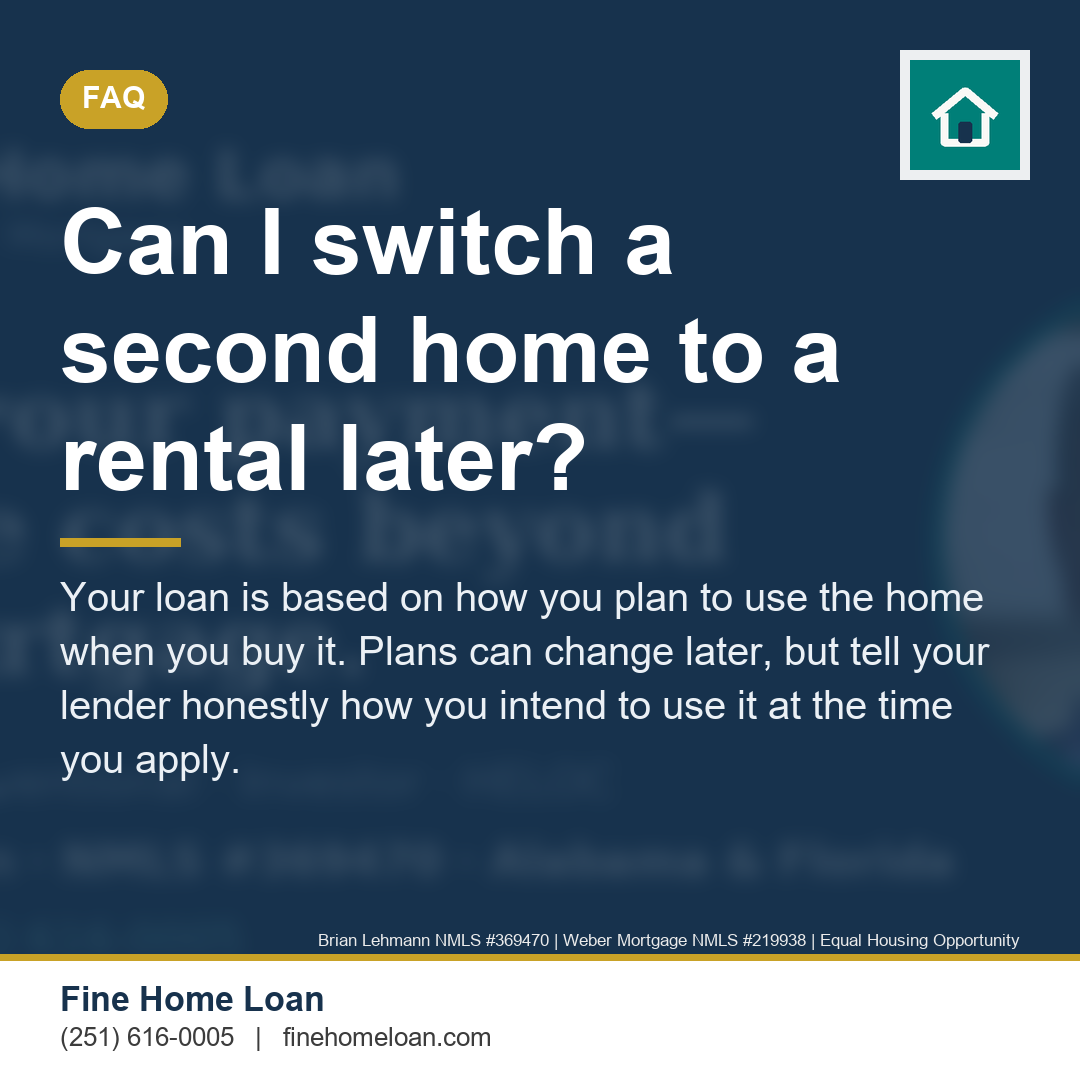 FAQ
Can I switch a
second home to a
rental later?
Your loan is based on how you plan to use the home
when you buy it. Plans can change later, but tell your
lender honestly how you intend to use it at the time
you apply.
Brian Lehmann NMLS #369470 | Weber Mortgage NMLS #219938 | Equal Housing Opportunity
Fine Home Loan
(251) 616-0005 | finehomeloan.com